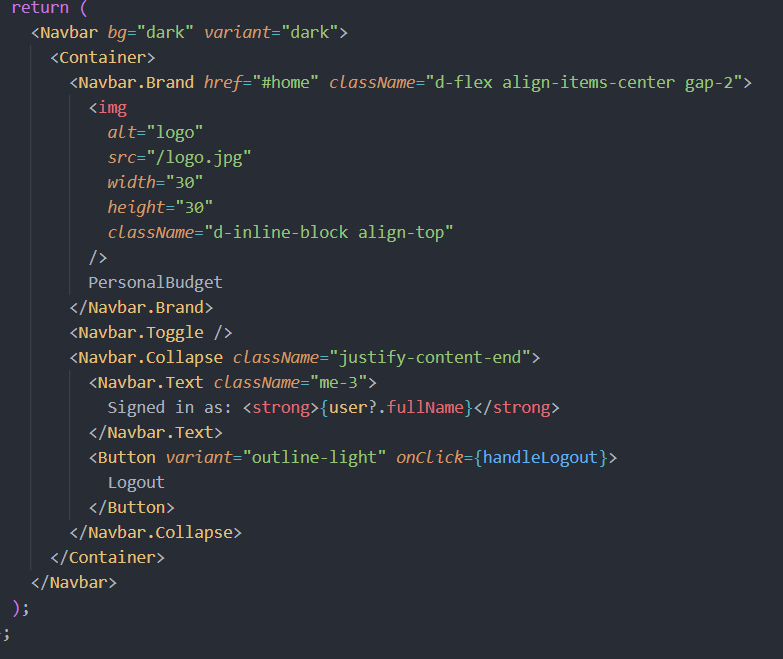 return (
<Navbar bg="dark" variant="dark">
<Container>
<Navbar.Brand href="#home" className="d-flex align-items-center gap-2">
<img
alt="logo"
src="/logo.jpg"
width="30"
height="30"
className="d-inline-block align-top"
/>
PersonalBudget
</Navbar.Brand>
<Navbar.Toggle />
<Navbar.Collapse className="justify-content-end">
<Navbar.Text className="me-3">
Signed in as: <strong>{user?.fullName}</strong>
</Navbar.Text>
<Button variant="outline-light" onClick={handleLogout}>
Logout
</Button>
</Navbar.Collapse>
</Container>
</Navbar>
);
;